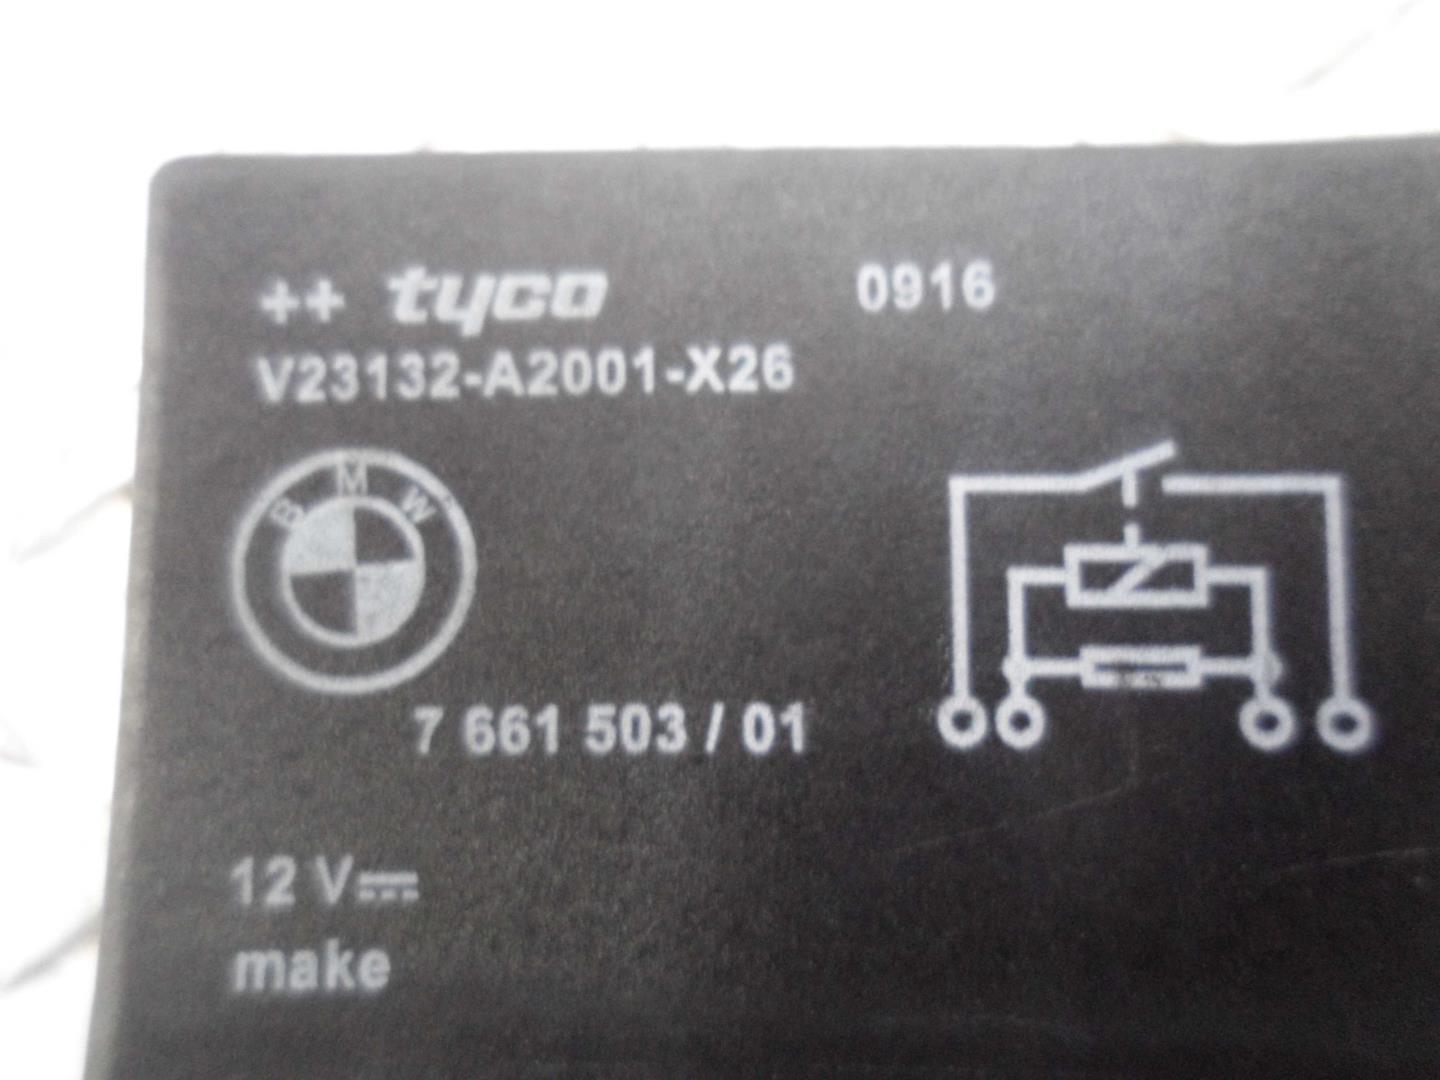 ++ tyco 0916
V23132-A2001-X26
BMW
7 661 503 / 01
12 V⎓
make